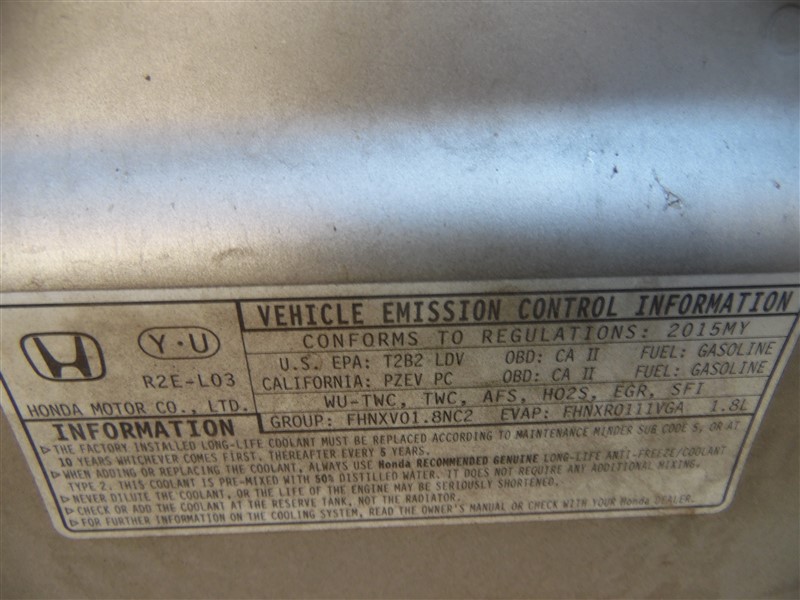 VEHICLE EMISSION CONTROL INFORMATION
Y·U
R2E-L03
HONDA MOTOR CO., LTD.
CONFORMS TO REGULATIONS: 2015MY
U.S. EPA: T2B2 LDV OBD: CA II FUEL: GASOLINE
CALIFORNIA: PZEV PC OBD: CA II FUEL: GASOLINE
WU-TWC, TWC, AFS, HO2S, EGR, SFI
GROUP: FHNXV01.8NC2 EVAP: FHNXR0111VGA 1.8L
INFORMATION
▷THE FACTORY INSTALLED LONG-LIFE COOLANT MUST BE REPLACED ACCORDING TO MAINTENANCE MINDER SUB CODE 5, OR AT
10 YEARS WHICHEVER COMES FIRST. THEREAFTER EVERY 5 YEARS.
▷WHEN ADDING OR REPLACING THE COOLANT, ALWAYS USE Honda RECOMMENDED GENUINE LONG-LIFE ANTI-FREEZE/COOLANT
TYPE 2. THIS COOLANT IS PRE-MIXED WITH 50% DISTILLED WATER. IT DOES NOT REQUIRE ANY ADDITIONAL MIXING.
▷NEVER DILUTE THE COOLANT, OR THE LIFE OF THE ENGINE MAY BE SERIOUSLY SHORTENED.
▷CHECK OR ADD THE COOLANT AT THE RESERVE TANK, NOT THE RADIATOR.
▷FOR FURTHER INFORMATION ON THE COOLING SYSTEM, READ THE OWNER'S MANUAL OR CHECK WITH YOUR Honda DEALER.